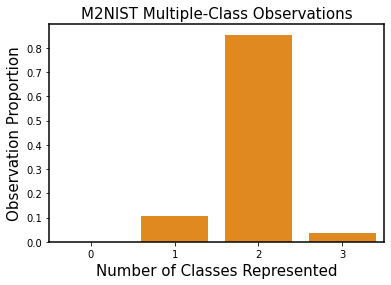 M2NIST Multiple-Class Observations
Observation Proportion
0.8
0.7
0.6
0.5
0.4
0.3
0.2
0.1
0.0
0 1 2 3
Number of Classes Represented